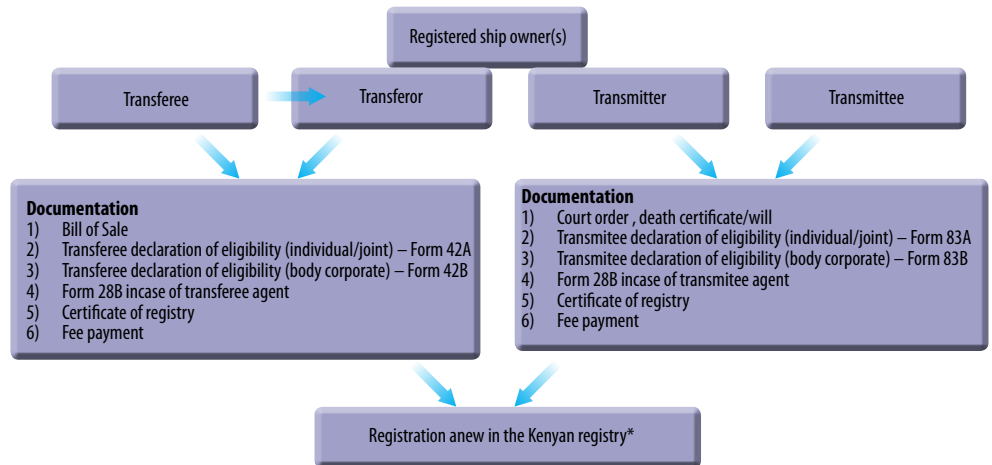 Registered ship owner(s)
Transferee
Transferor
Transmitter
Transmittee
Documentation
1) Bill of Sale
2) Transferee declaration of eligibility (individual/joint) – Form 42A
3) Transferee declaration of eligibility (body corporate) – Form 42B
4) Form 28B incase of transferee agent
5) Certificate of registry
6) Fee payment
Documentation
1) Court order , death certificate/will
2) Transmitee declaration of eligibility (individual/joint) – Form 83A
3) Transmitee declaration of eligibility (body corporate) – Form 83B
4) Form 28B incase of transmitee agent
5) Certificate of registry
6) Fee payment
Registration anew in the Kenyan registry*